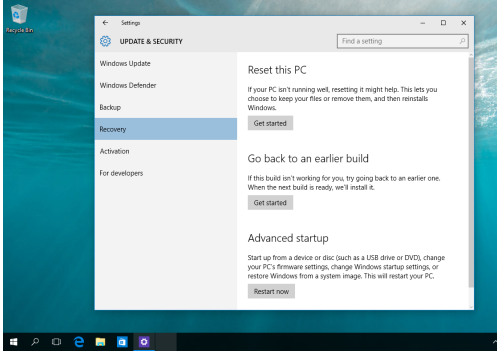 Recycle Bin
Settings
UPDATE & SECURITY
Find a setting
Windows Update
Windows Defender
Backup
Recovery
Activation
For developers
Reset this PC
If your PC isn't running well, resetting it might help. This lets you
choose to keep your files or remove them, and then reinstalls
Windows.
Get started
Go back to an earlier build
If this build isn't working for you, try going back to an earlier one.
When the next build is ready, we'll install it.
Get started
Advanced startup
Start up from a device or disc (such as a USB drive or DVD), change
your PC's firmware settings, change Windows startup settings, or
restore Windows from a system image. This will restart your PC.
Restart now